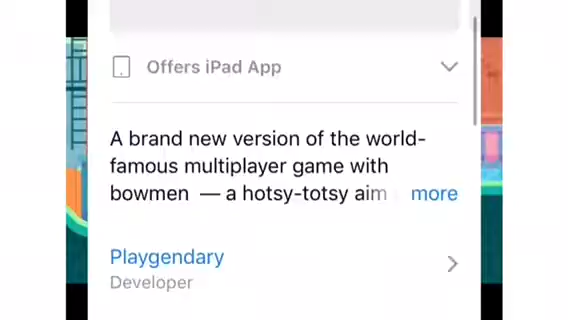 Offers iPad App
A brand new version of the world-
famous multiplayer game with
bowmen — a hotsy-totsy aim more
Playgendary
Developer